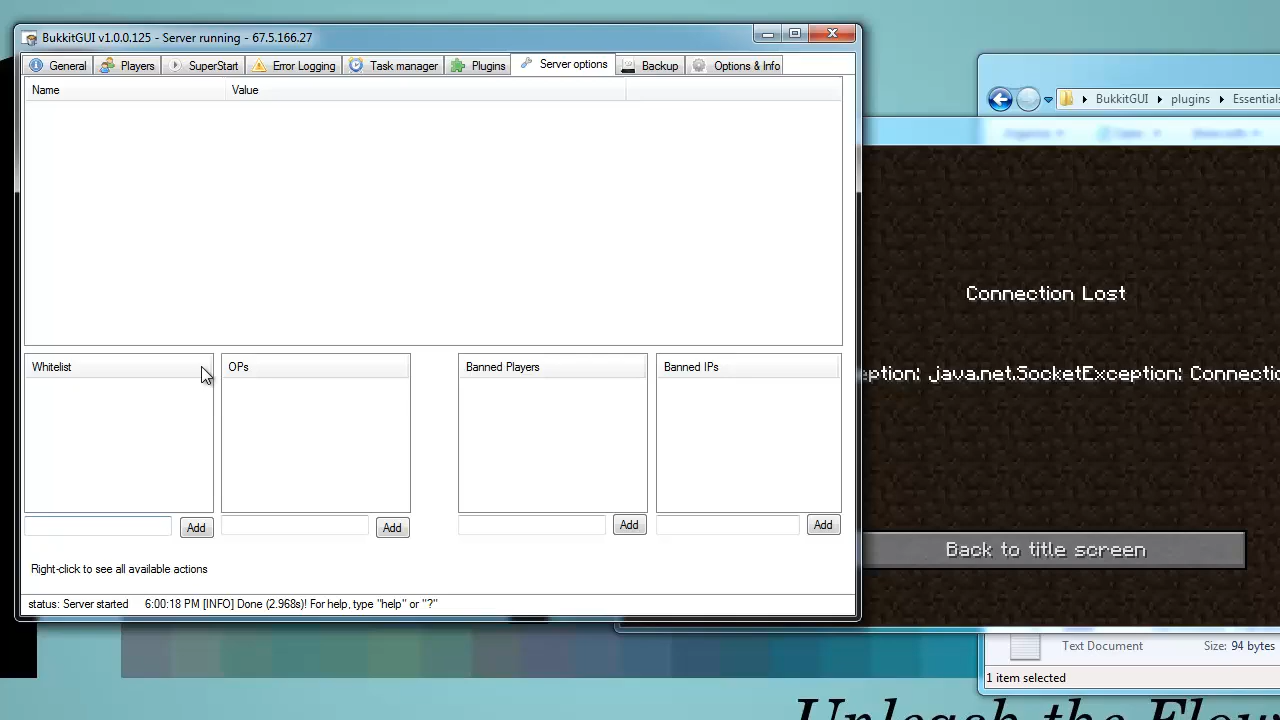 BukkitGUI v1.0.0.125 - Server running - 67.5.166.27
General Players SuperStart Error Logging Task manager Plugins Server options Backup Options & Info
Name Value
Whitelist OPs Banned Players Banned IPs
Add Add Add Add
Right-click to see all available actions
status: Server started 6:00:18 PM [INFO] Done (2.968s)! For help, type "help" or "?"
BukkitGUI plugins Essentials
Connection Lost
eption: java.net.SocketException: Connectio
Back to title screen
Text Document Size: 94 bytes
1 item selected
Unleash the